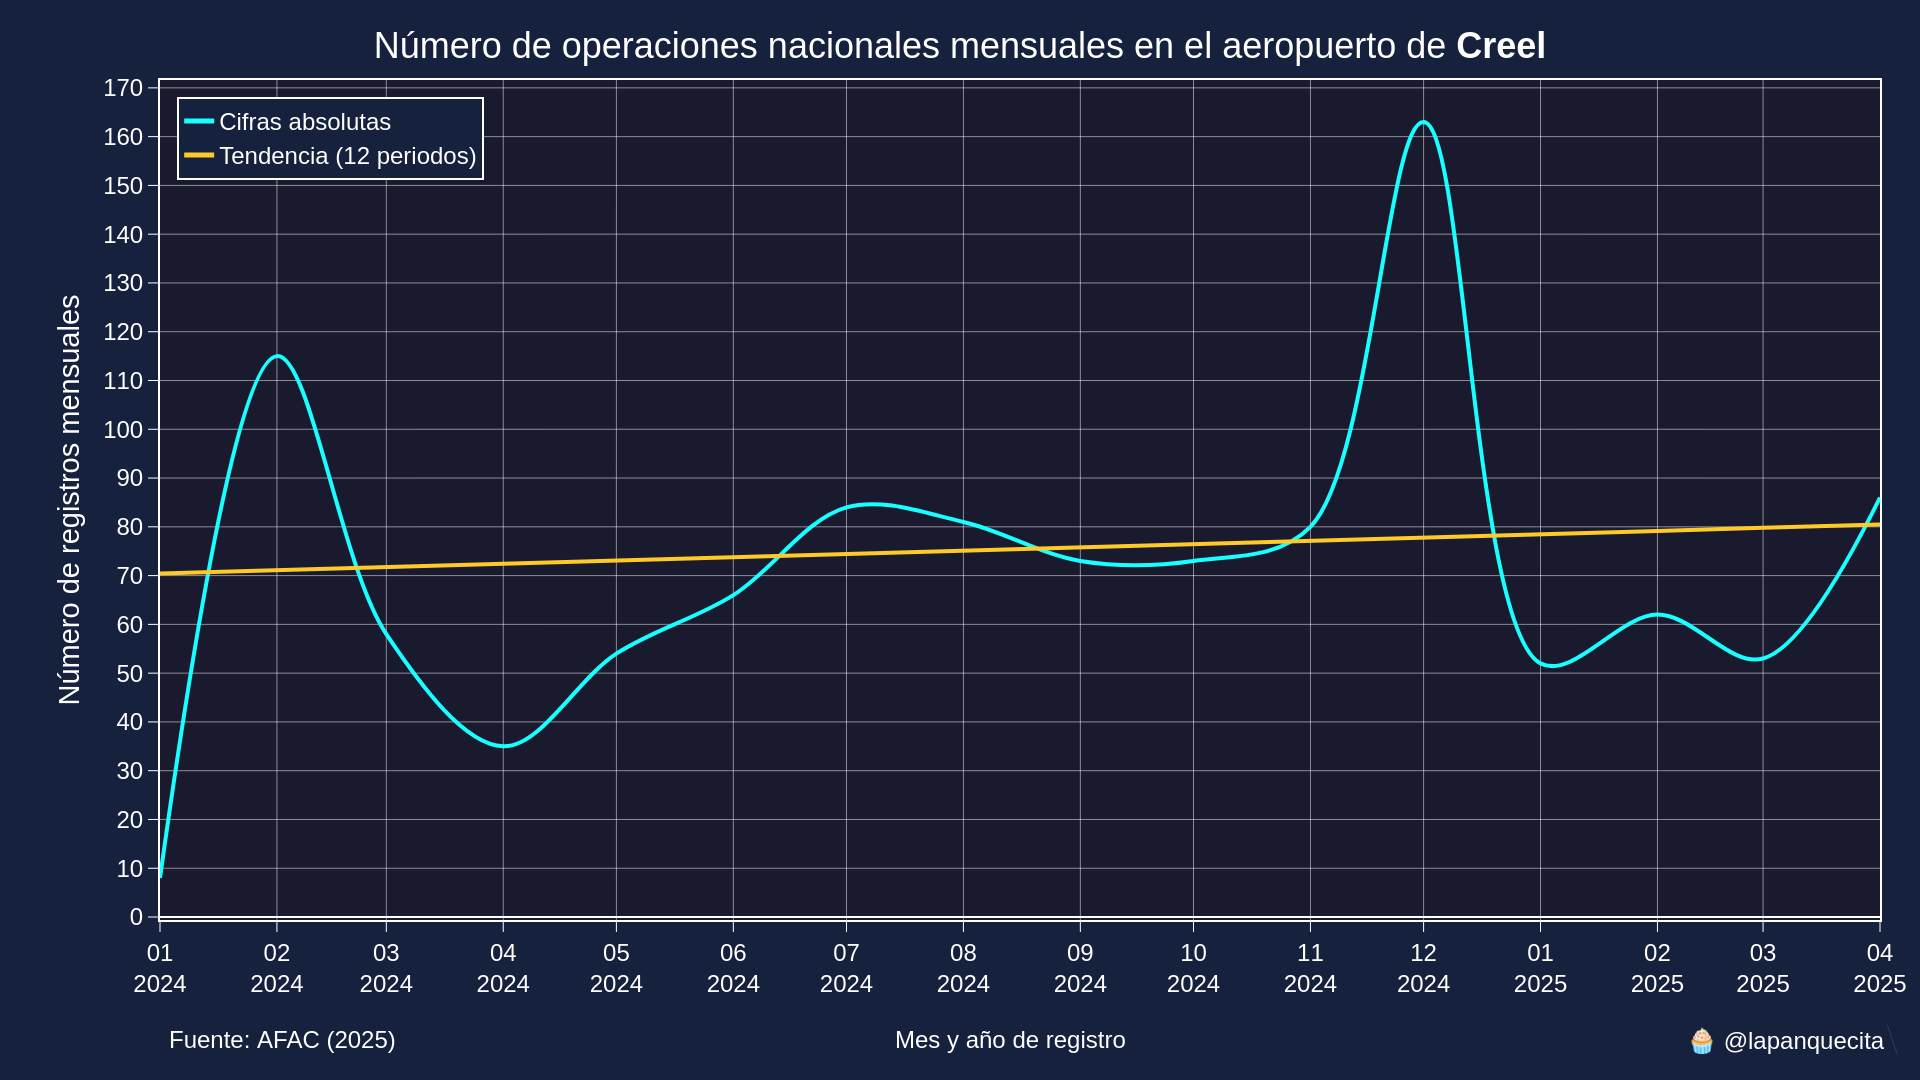 Número de operaciones nacionales mensuales en el aeropuerto de Creel
170
160
150
140
130
120
110
100
90
80
70
60
50
40
30
20
10
0
Cifras absolutas
Tendencia (12 periodos)
Número de registros mensuales
01 02 03 04 05 06 07 08 09 10 11 12 01 02 03 04
2024 2024 2024 2024 2024 2024 2024 2024 2024 2024 2024 2024 2025 2025 2025 2025
Fuente: AFAC (2025)
Mes y año de registro
🧁 @lapanquecita